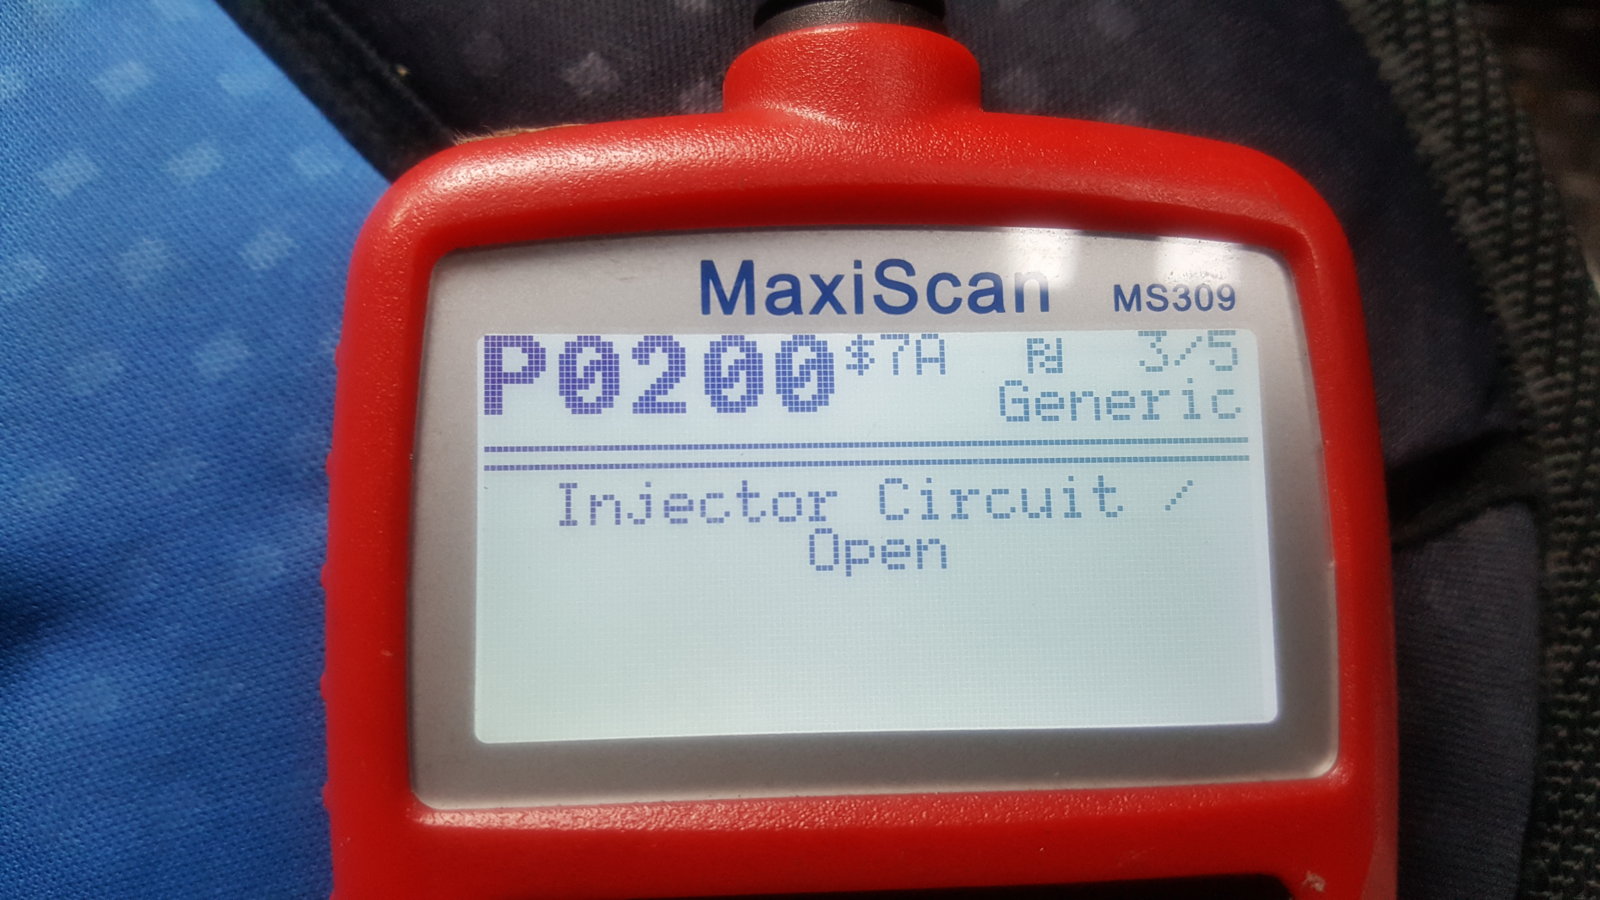 MaxiScan MS309
P0200 $7A 3/5
Generic
Injector Circuit /
Open